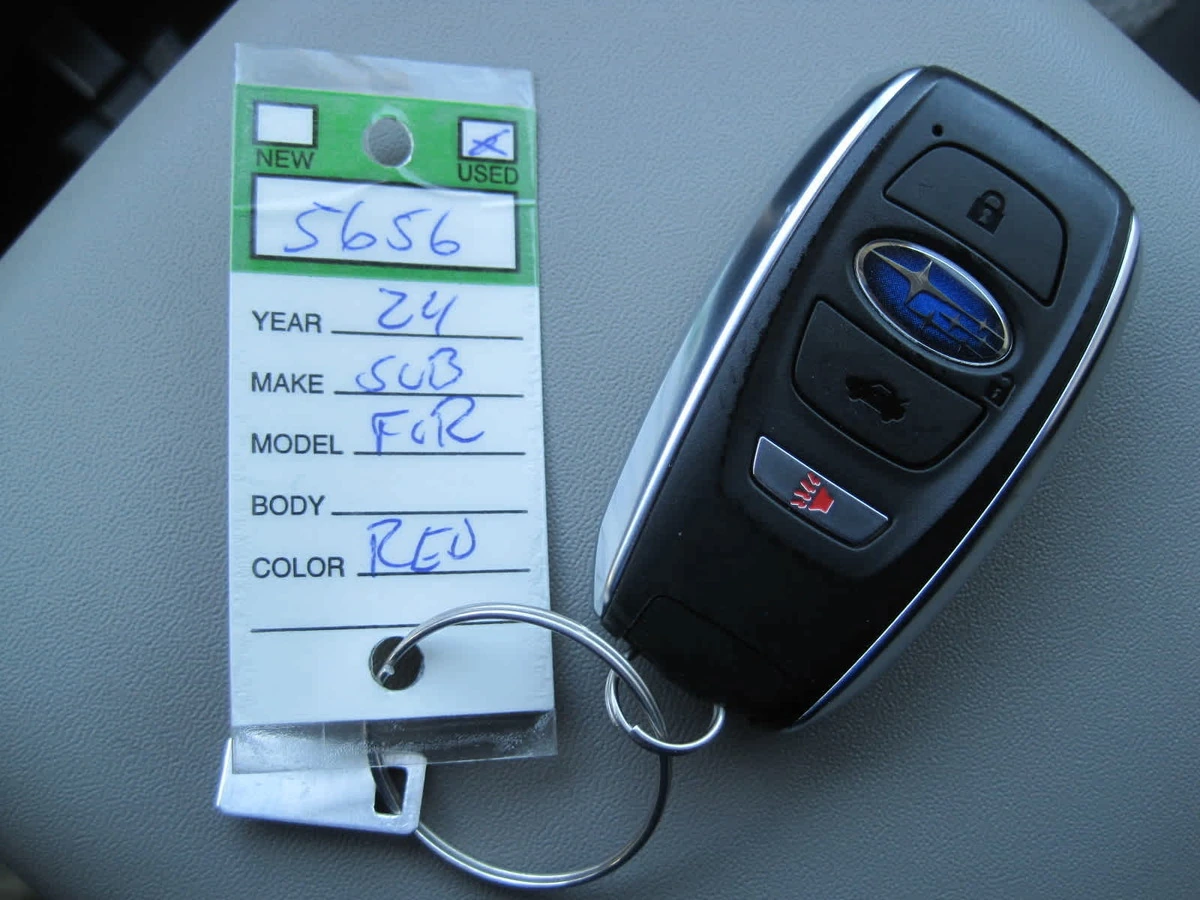 NEW USED
5656
YEAR 24
MAKE SUB
MODEL FOR
BODY
COLOR RED